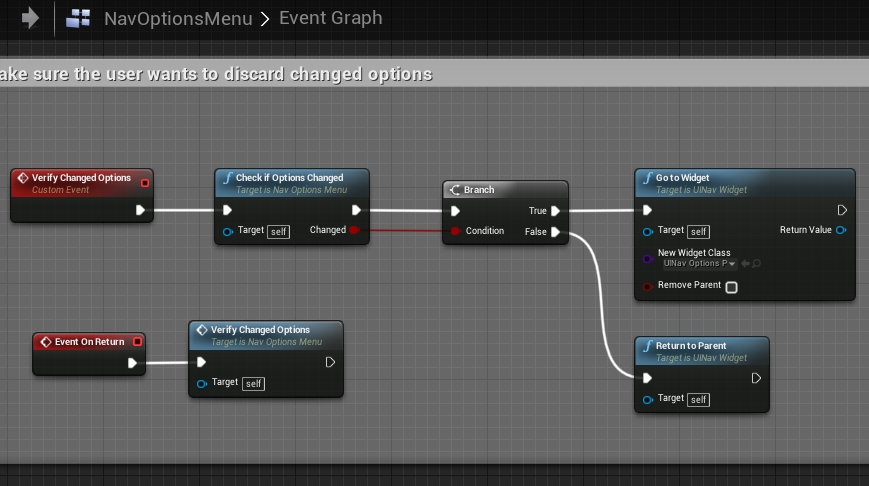 NavOptionsMenu > Event Graph
ake sure the user wants to discard changed options
Verify Changed Options
Custom Event
Check if Options Changed
Target is Nav Options Menu
Target self
Changed
Branch
Condition
True
False
Go to Widget
Target is UINav Widget
Target self
Return Value
New Widget Class
UINav Options P
Remove Parent
Event On Return
Verify Changed Options
Target is Nav Options Menu
Target self
Return to Parent
Target is UINav Widget
Target self